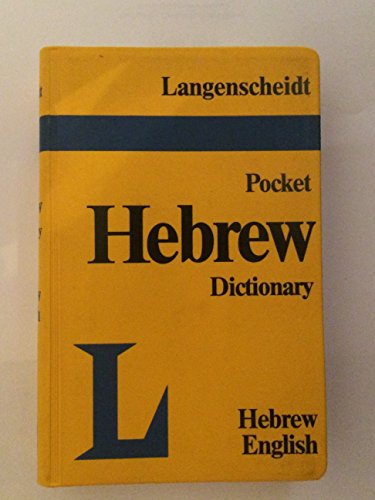 Langenscheidt
Pocket
Hebrew
Dictionary
L
Hebrew
English